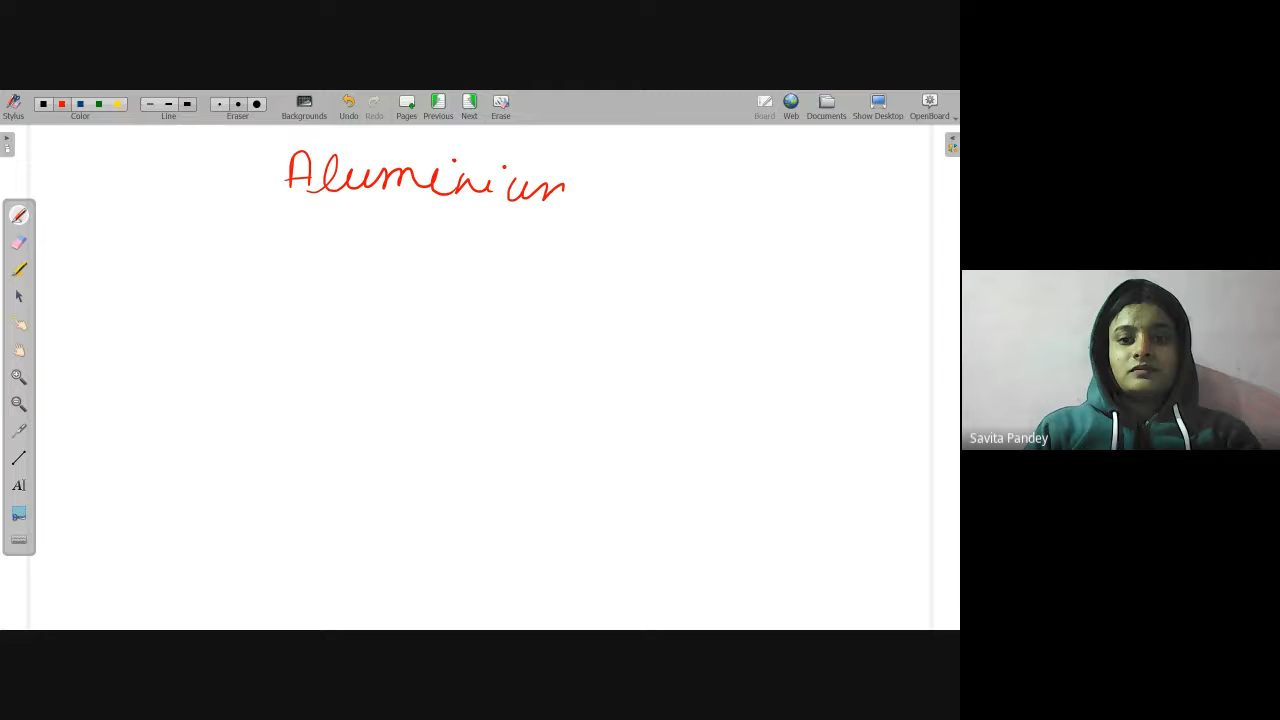 Stylus Color Line Eraser Backgrounds Undo Redo Pages Previous Next Erase Board Web Documents Show Desktop OpenBoard
Aluminium
Savita Pandey